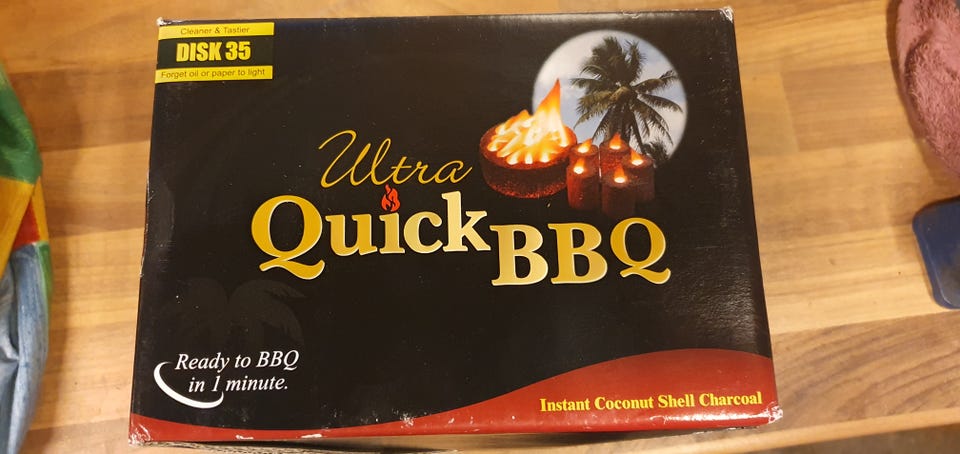 Cleaner & Tastier
DISK 35
Forget oil or paper to light
Ultra
Quick BBQ
Ready to BBQ
in 1 minute.
Instant Coconut Shell Charcoal